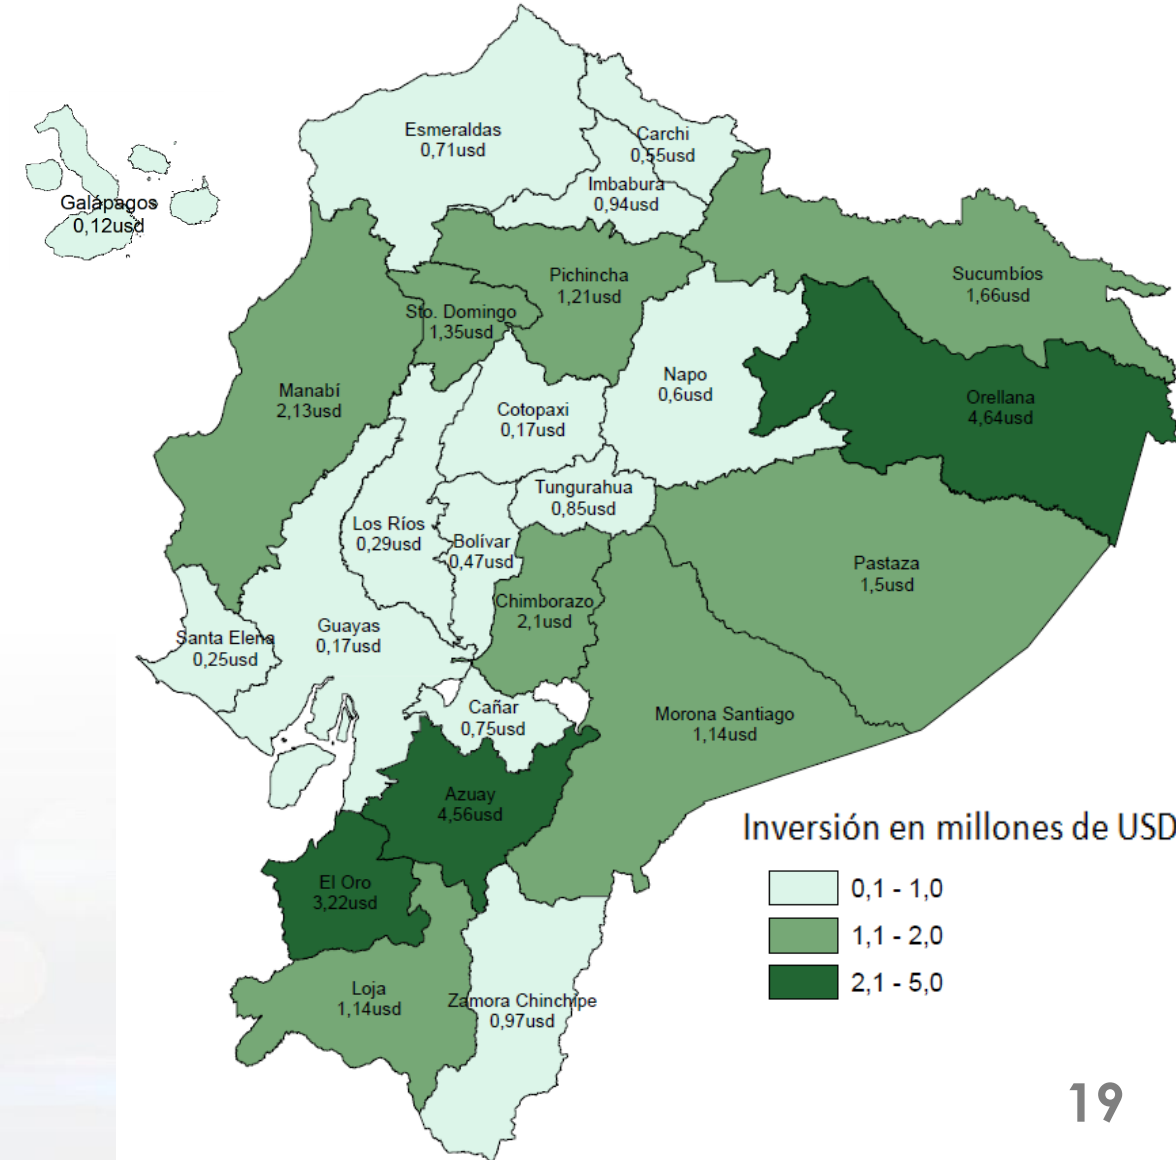 Esmeraldas
0,71usd
Carchi
0,55usd
Imbabura
0,94usd
Galápagos
0,12usd
Pichincha
1,21usd
Sucumbíos
1,66usd
Sto. Domingo
1,35usd
Manabí
2,13usd
Napo
0,6usd
Orellana
4,64usd
Cotopaxi
0,17usd
Tungurahua
0,85usd
Los Ríos
0,29usd
Bolívar
0,47usd
Pastaza
1,5usd
Chimborazo
2,1usd
Santa Elena
0,25usd
Guayas
0,17usd
Cañar
0,75usd
Morona Santiago
1,14usd
Azuay
4,56usd
El Oro
3,22usd
Loja
1,14usd
Zamora Chinchipe
0,97usd
Inversión en millones de USD
0,1 - 1,0
1,1 - 2,0
2,1 - 5,0
19